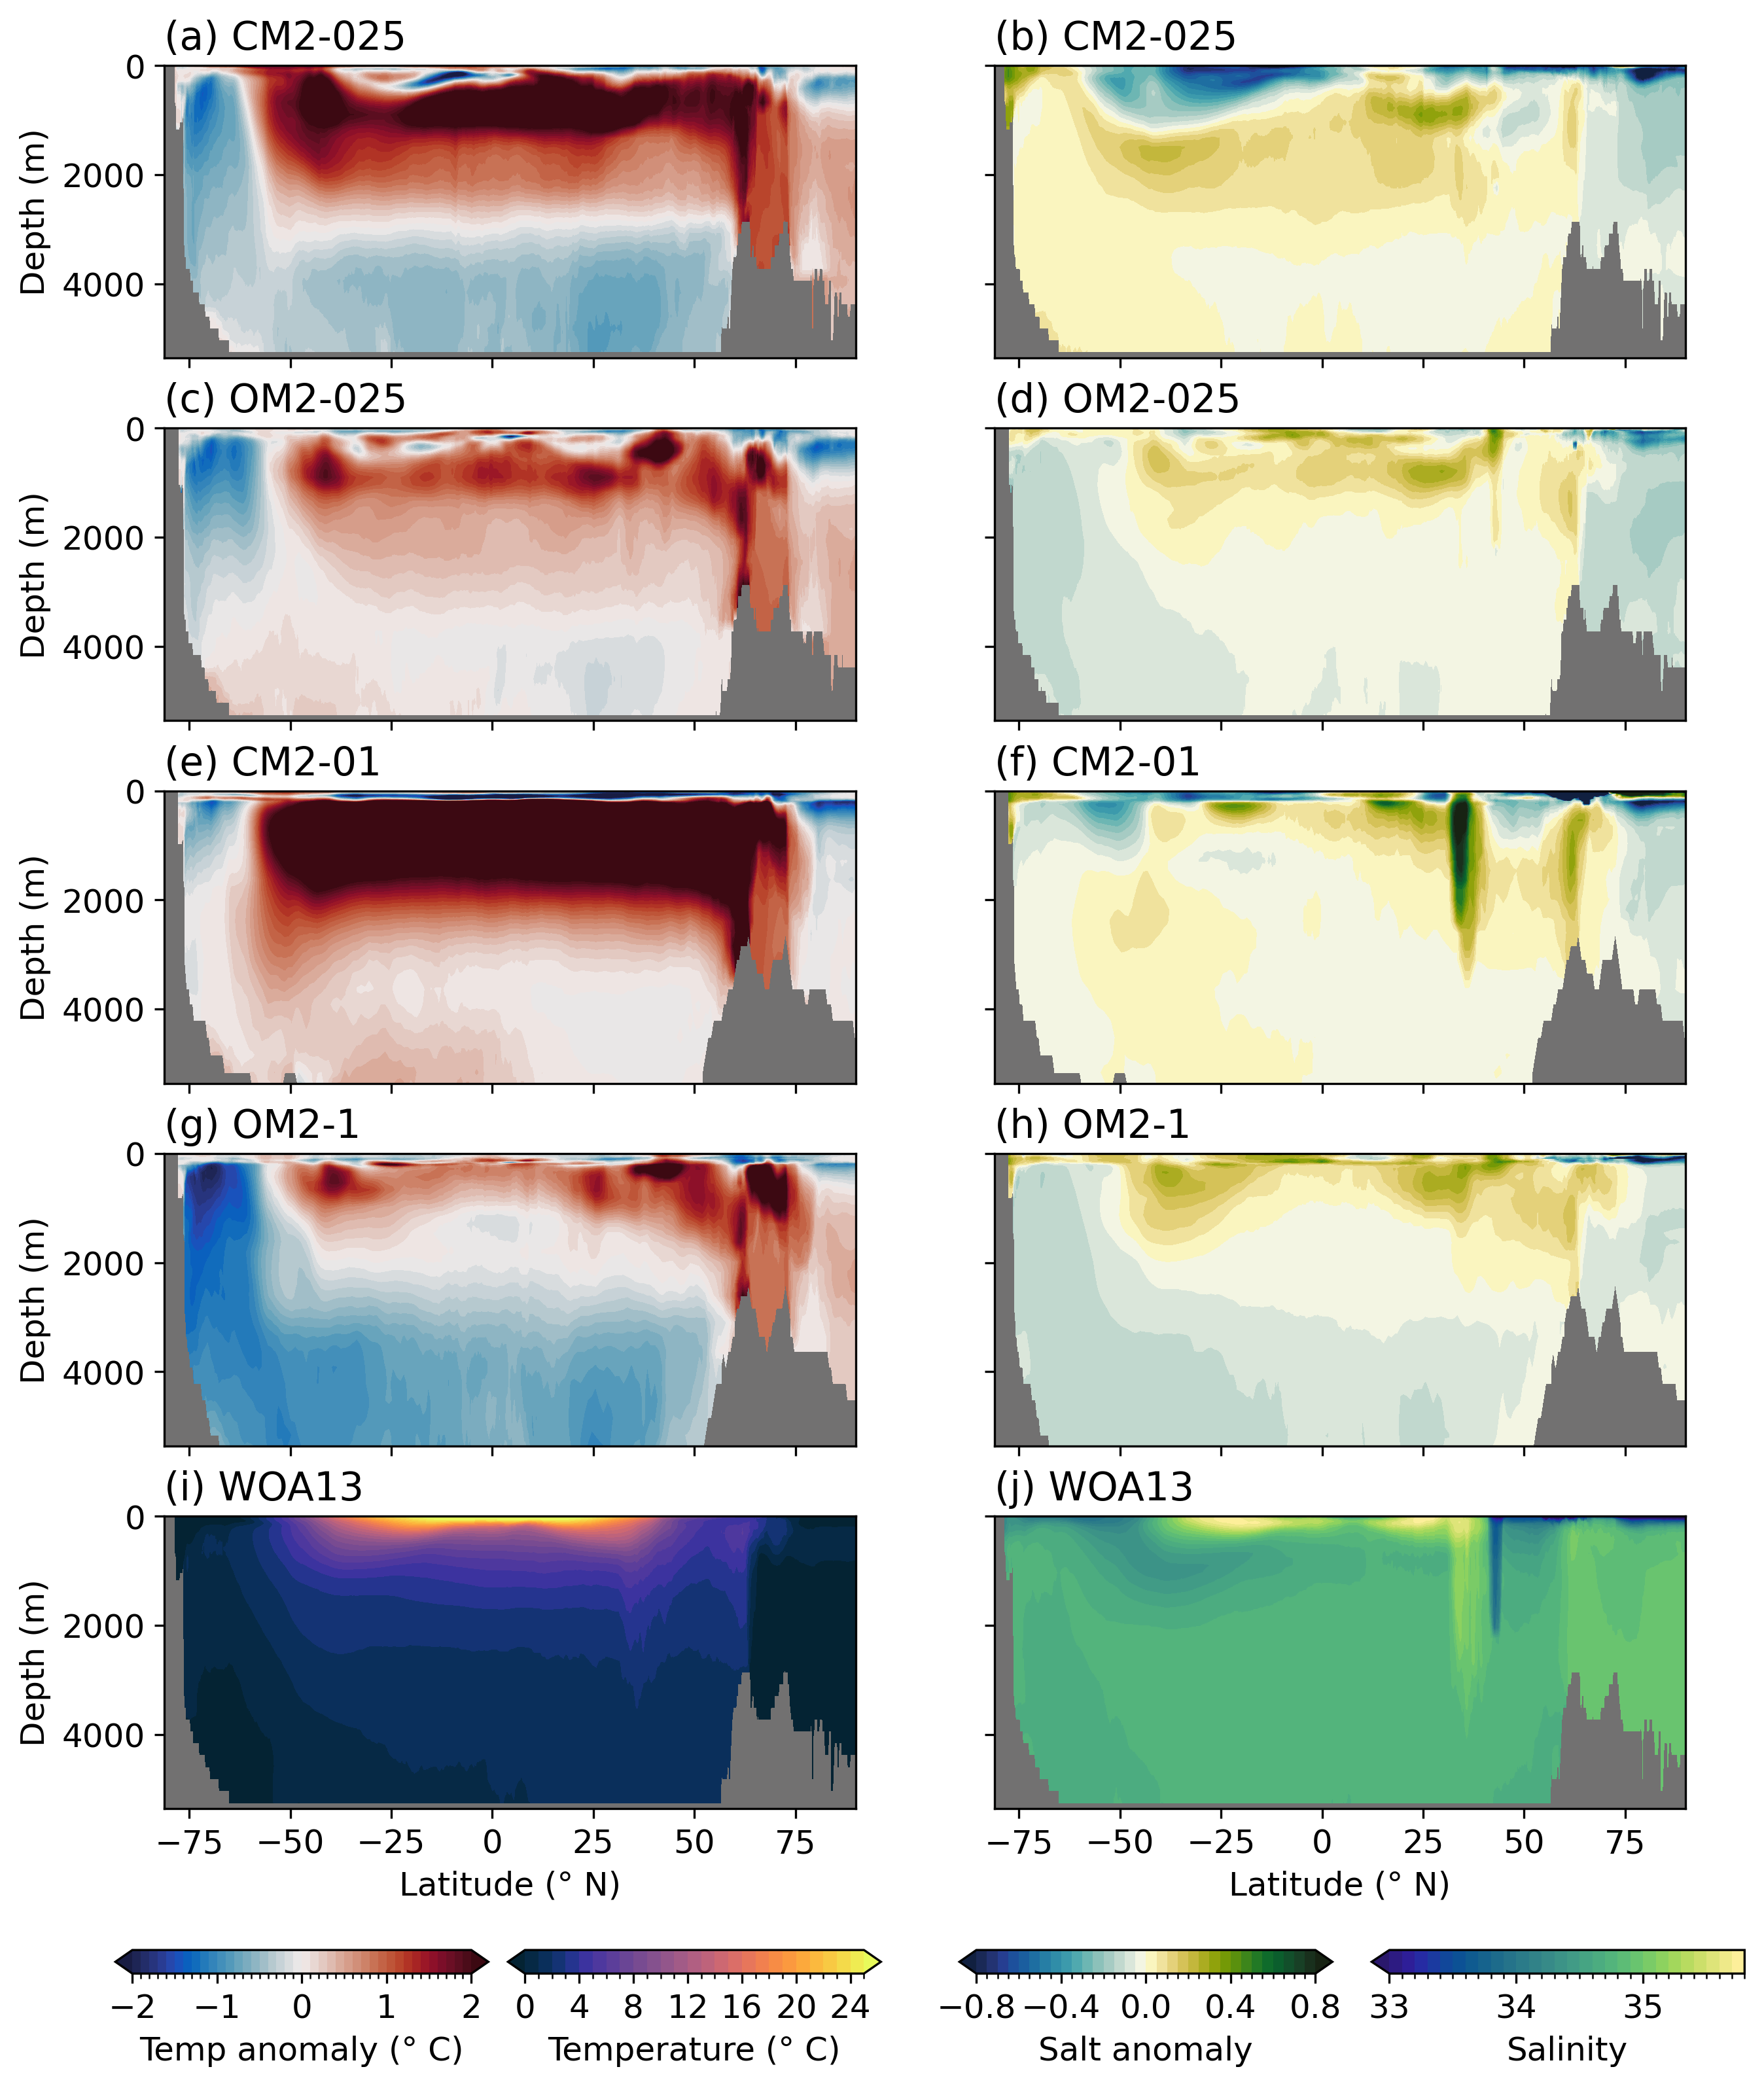 (a) CM2-025
(b) CM2-025
0
2000
4000
Depth (m)
(c) OM2-025
(d) OM2-025
0
2000
4000
Depth (m)
(e) CM2-01
(f) CM2-01
0
2000
4000
Depth (m)
(g) OM2-1
(h) OM2-1
0
2000
4000
Depth (m)
(i) WOA13
(j) WOA13
0
2000
4000
Depth (m)
−75 −50 −25 0 25 50 75
−75 −50 −25 0 25 50 75
Latitude (° N)
Latitude (° N)
−2 −1 0 1 2
Temp anomaly (° C)
0 4 8 12 16 20 24
Temperature (° C)
−0.8 −0.4 0.0 0.4 0.8
Salt anomaly
33 34 35
Salinity